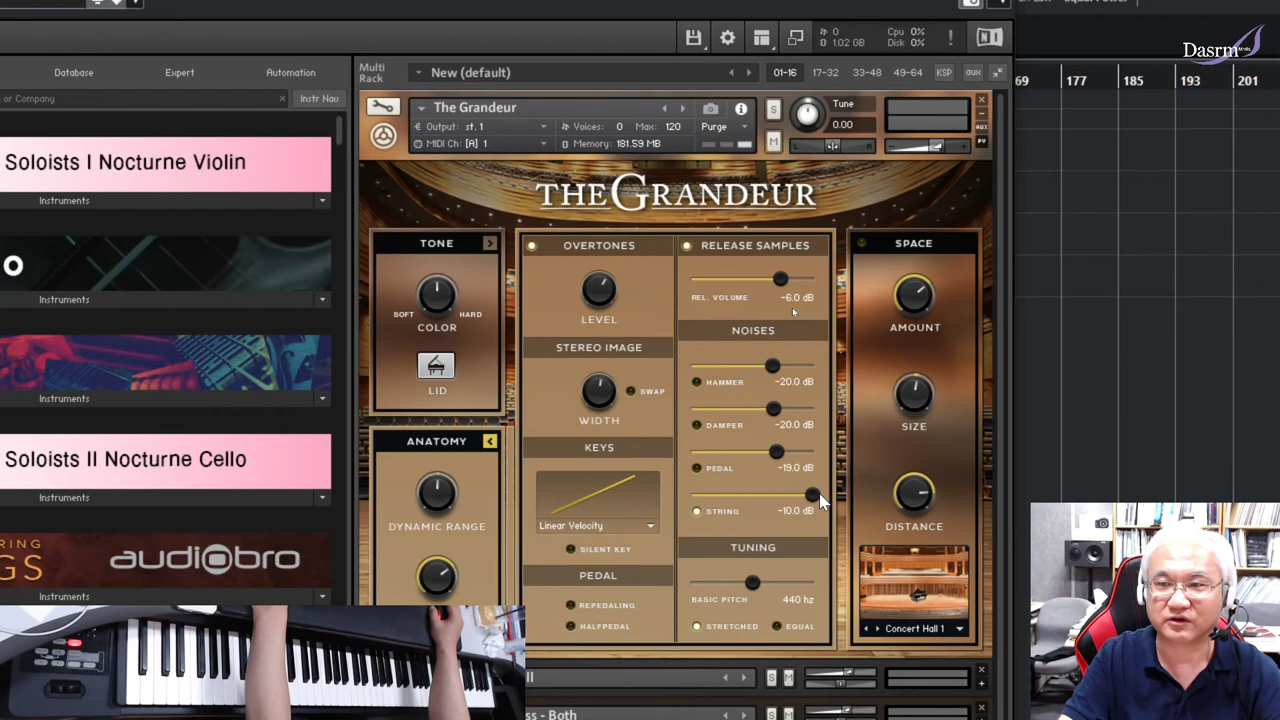 Dasrm Media
0
1.02 GB
Cpu 0%
Disk 0%
Database
Expert
Automation
Multi
Rack
New (default)
01-16
17-32
33-48
49-64
KSP
aux
69
177
185
193
201
or Company
Instr Nav
The Grandeur
Output: st. 1
Voices: 0
Max: 120
Purge
MIDI Ch: [A] 1
Memory: 181.59 MB
S
M
Tune
0.00
L
R
AUX
PV
Soloists I Nocturne Violin
Instruments
THE GRANDEUR
TONE
SOFT
HARD
COLOR
LID
ANATOMY
DYNAMIC RANGE
OVERTONES
LEVEL
STEREO IMAGE
SWAP
WIDTH
KEYS
Linear Velocity
SILENT KEY
PEDAL
REPEDALING
HALFPEDAL
RELEASE SAMPLES
REL. VOLUME
-6.0 dB
NOISES
HAMMER
-20.0 dB
DAMPER
-20.0 dB
PEDAL
-19.0 dB
STRING
-10.0 dB
TUNING
BASIC PITCH
440 hz
STRETCHED
EQUAL
SPACE
AMOUNT
SIZE
DISTANCE
Concert Hall 1
O
Instruments
Instruments
Soloists II Nocturne Cello
Instruments
RING
GS
audiobro
Instruments
S
M
ss - Both